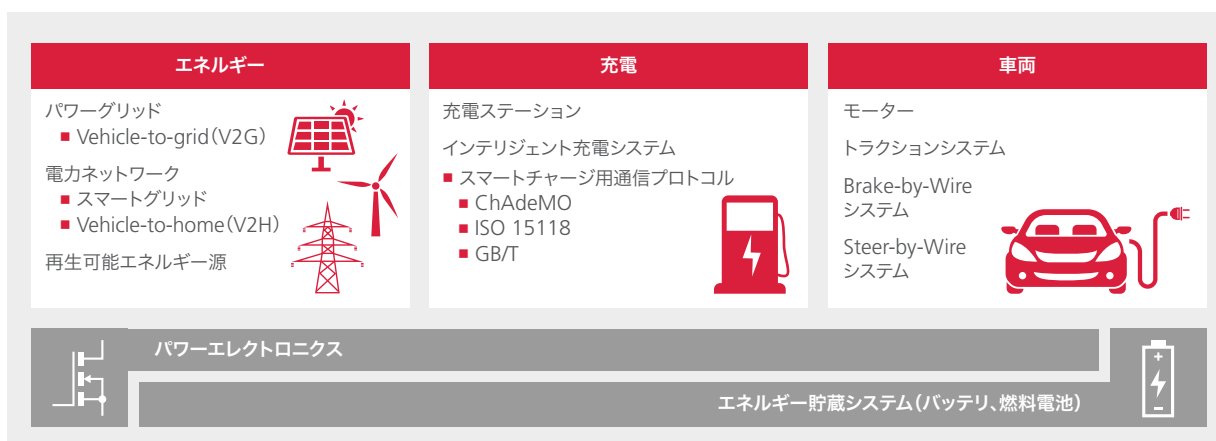 エネルギー
パワーグリッド
■ Vehicle-to-grid(V2G)
電力ネットワーク
■ スマートグリッド
■ Vehicle-to-home(V2H)
再生可能エネルギー源
充電
充電ステーション
インテリジェント充電システム
■ スマートチャージ用通信プロトコル
■ ChAdeMO
■ ISO 15118
■ GB/T
車両
モーター
トラクションシステム
Brake-by-Wire
システム
Steer-by-Wire
システム
パワーエレクトロニクス
エネルギー貯蔵システム(バッテリ、燃料電池)